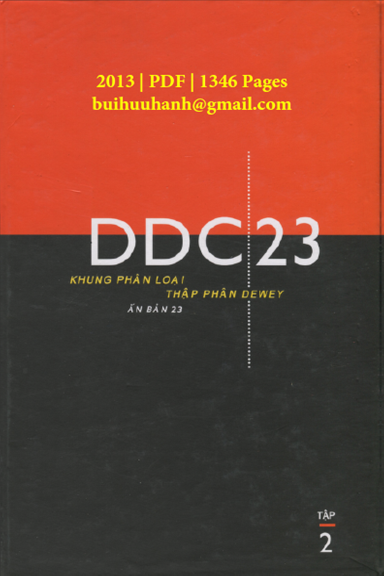 2013 | PDF | 1346 Pages
buihuuhanh@gmail.com
DDC 23
KHUNG PHÂN LOẠI
THẬP PHÂN DEWEY
ẤN BẢN 23
TẬP
2